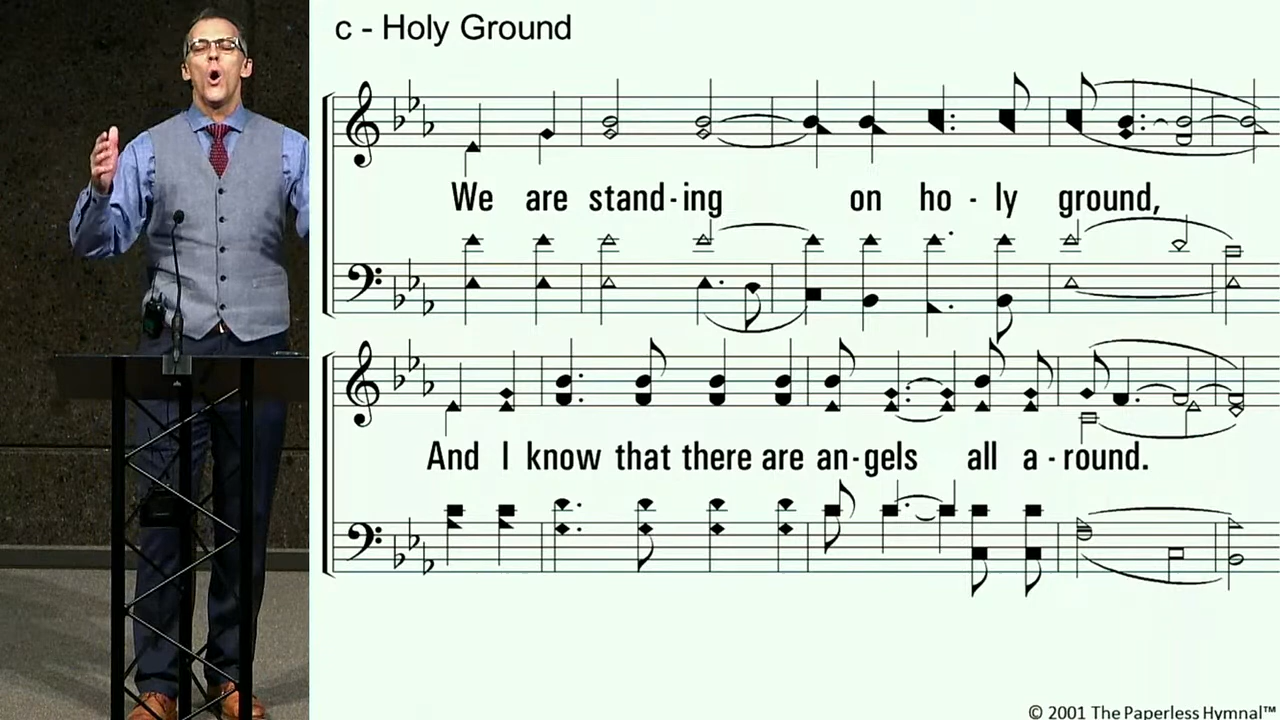 c - Holy Ground
We are stand-ing on ho - ly ground,
And I know that there are an-gels all a - round.
© 2001 The Paperless Hymnal™